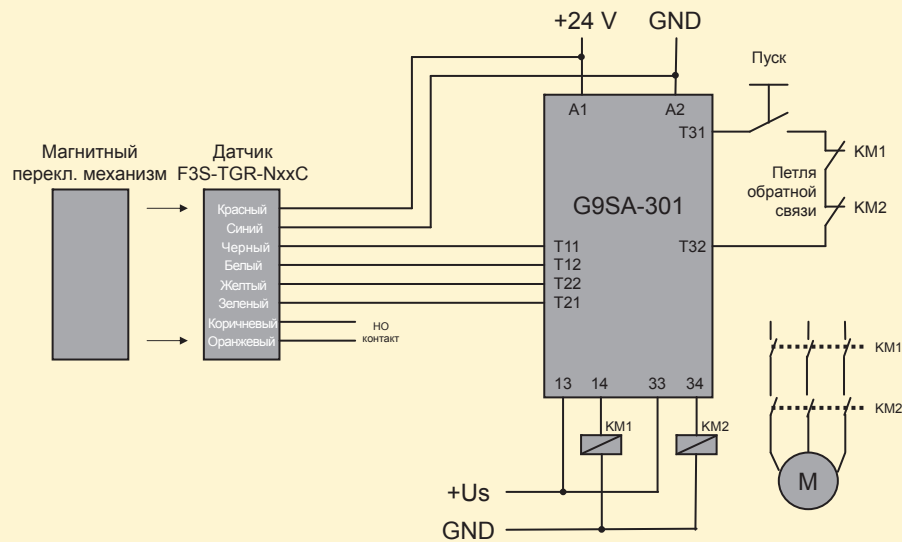 +24 V GND
Пуск
A1 A2
T31
Магнитный
перекл. механизм
Датчик
F3S-TGR-NxxC
KM1
Петля
обратной
связи
KM2
G9SA-301
Красный
Синий
Черный T11 T32
Белый T12
Желтый T22
Зеленый T21
Коричневый
Оранжевый
НО
контакт
KM1
KM2
13 14 33 34
KM1 KM2
M
+Us
GND